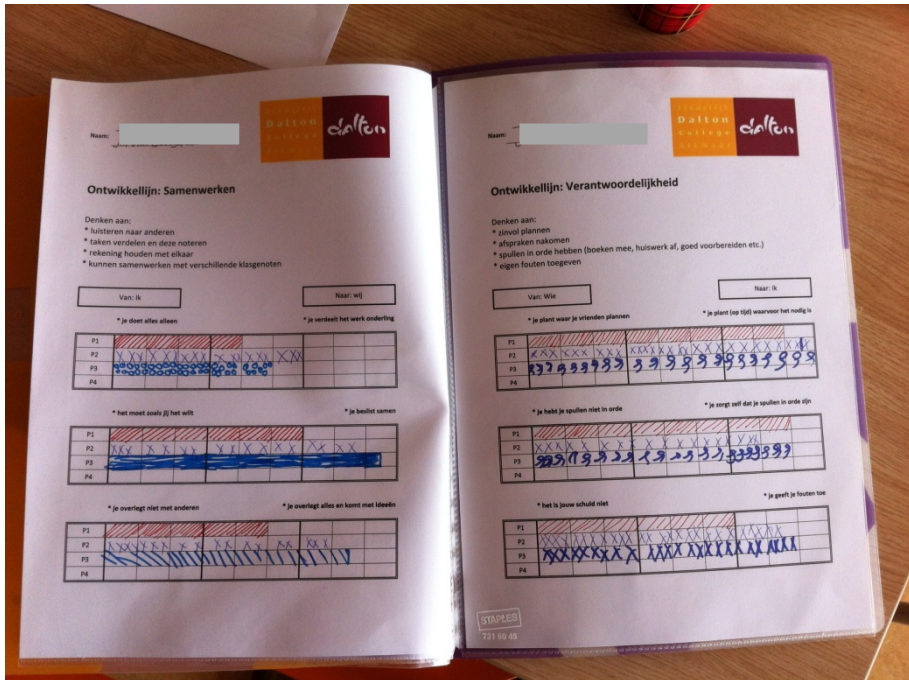 Naam:
Dalton
College
dalton
Ontwikkellijn: Samenwerken
Denken aan:
* luisteren naar anderen
* taken verdelen en deze noteren
* rekening houden met elkaar
* kunnen samenwerken met verschillende klasgenoten
Van: Ik
Naar: wij
* je doet alles alleen
* je verdeelt het werk onderling
P1
P2
P3
P4
* het moet zoals jij het wilt
* je beslist samen
P1
P2
P3
P4
* je overlegt niet met anderen
* je overlegt alles en komt met ideeën
P1
P2
P3
P4
Naam:
Dalton
College
dalton
Ontwikkellijn: Verantwoordelijkheid
Denken aan:
* zinvol plannen
* afspraken nakomen
* spullen in orde hebben (boeken mee, huiswerk af, goed voorbereiden etc.)
* eigen fouten toegeven
Van: Wie
Naar: Ik
* je plant waar je vrienden plannen
* je plant (op tijd) waarvoor het nodig is
P1
P2
P3
P4
* je hebt je spullen niet in orde
* je zorgt zelf dat je spullen in orde zijn
P1
P2
P3
P4
* het is jouw schuld niet
* je geeft je fouten toe
P1
P2
P3
P4
STAPLES
731 60 43